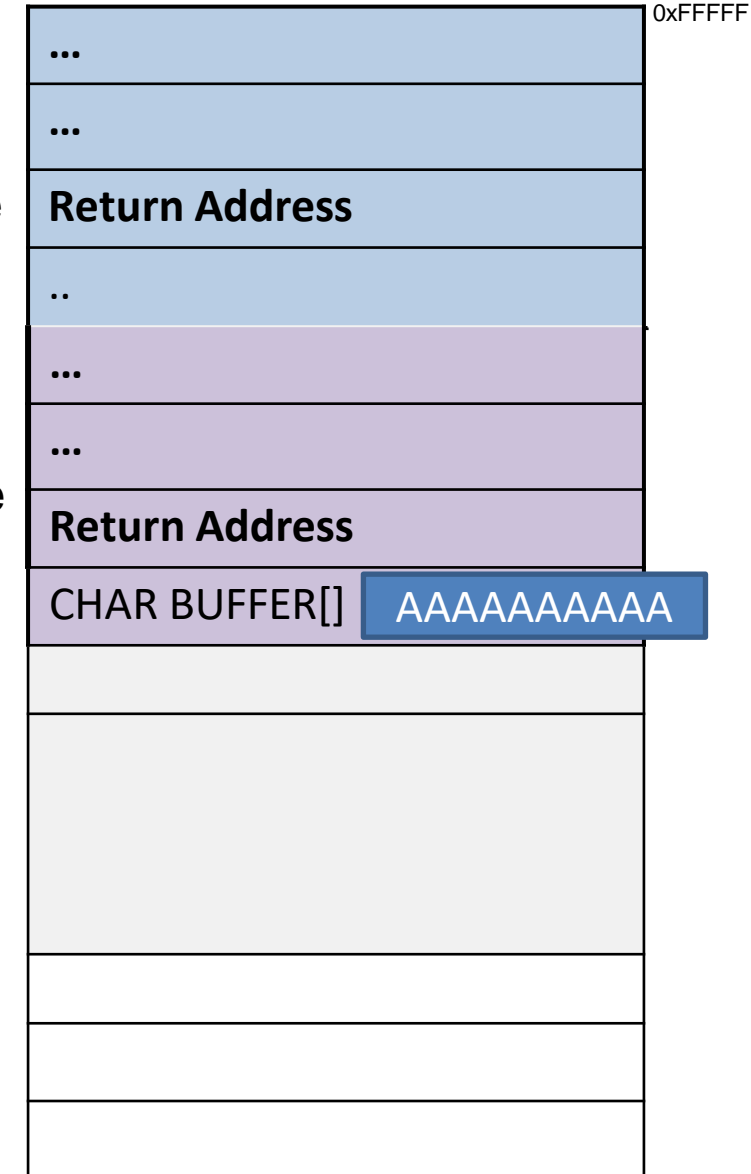 0xFFFFF
...
...
e Return Address
..
...
...
e Return Address
CHAR BUFFER[] AAAAAAAAAA